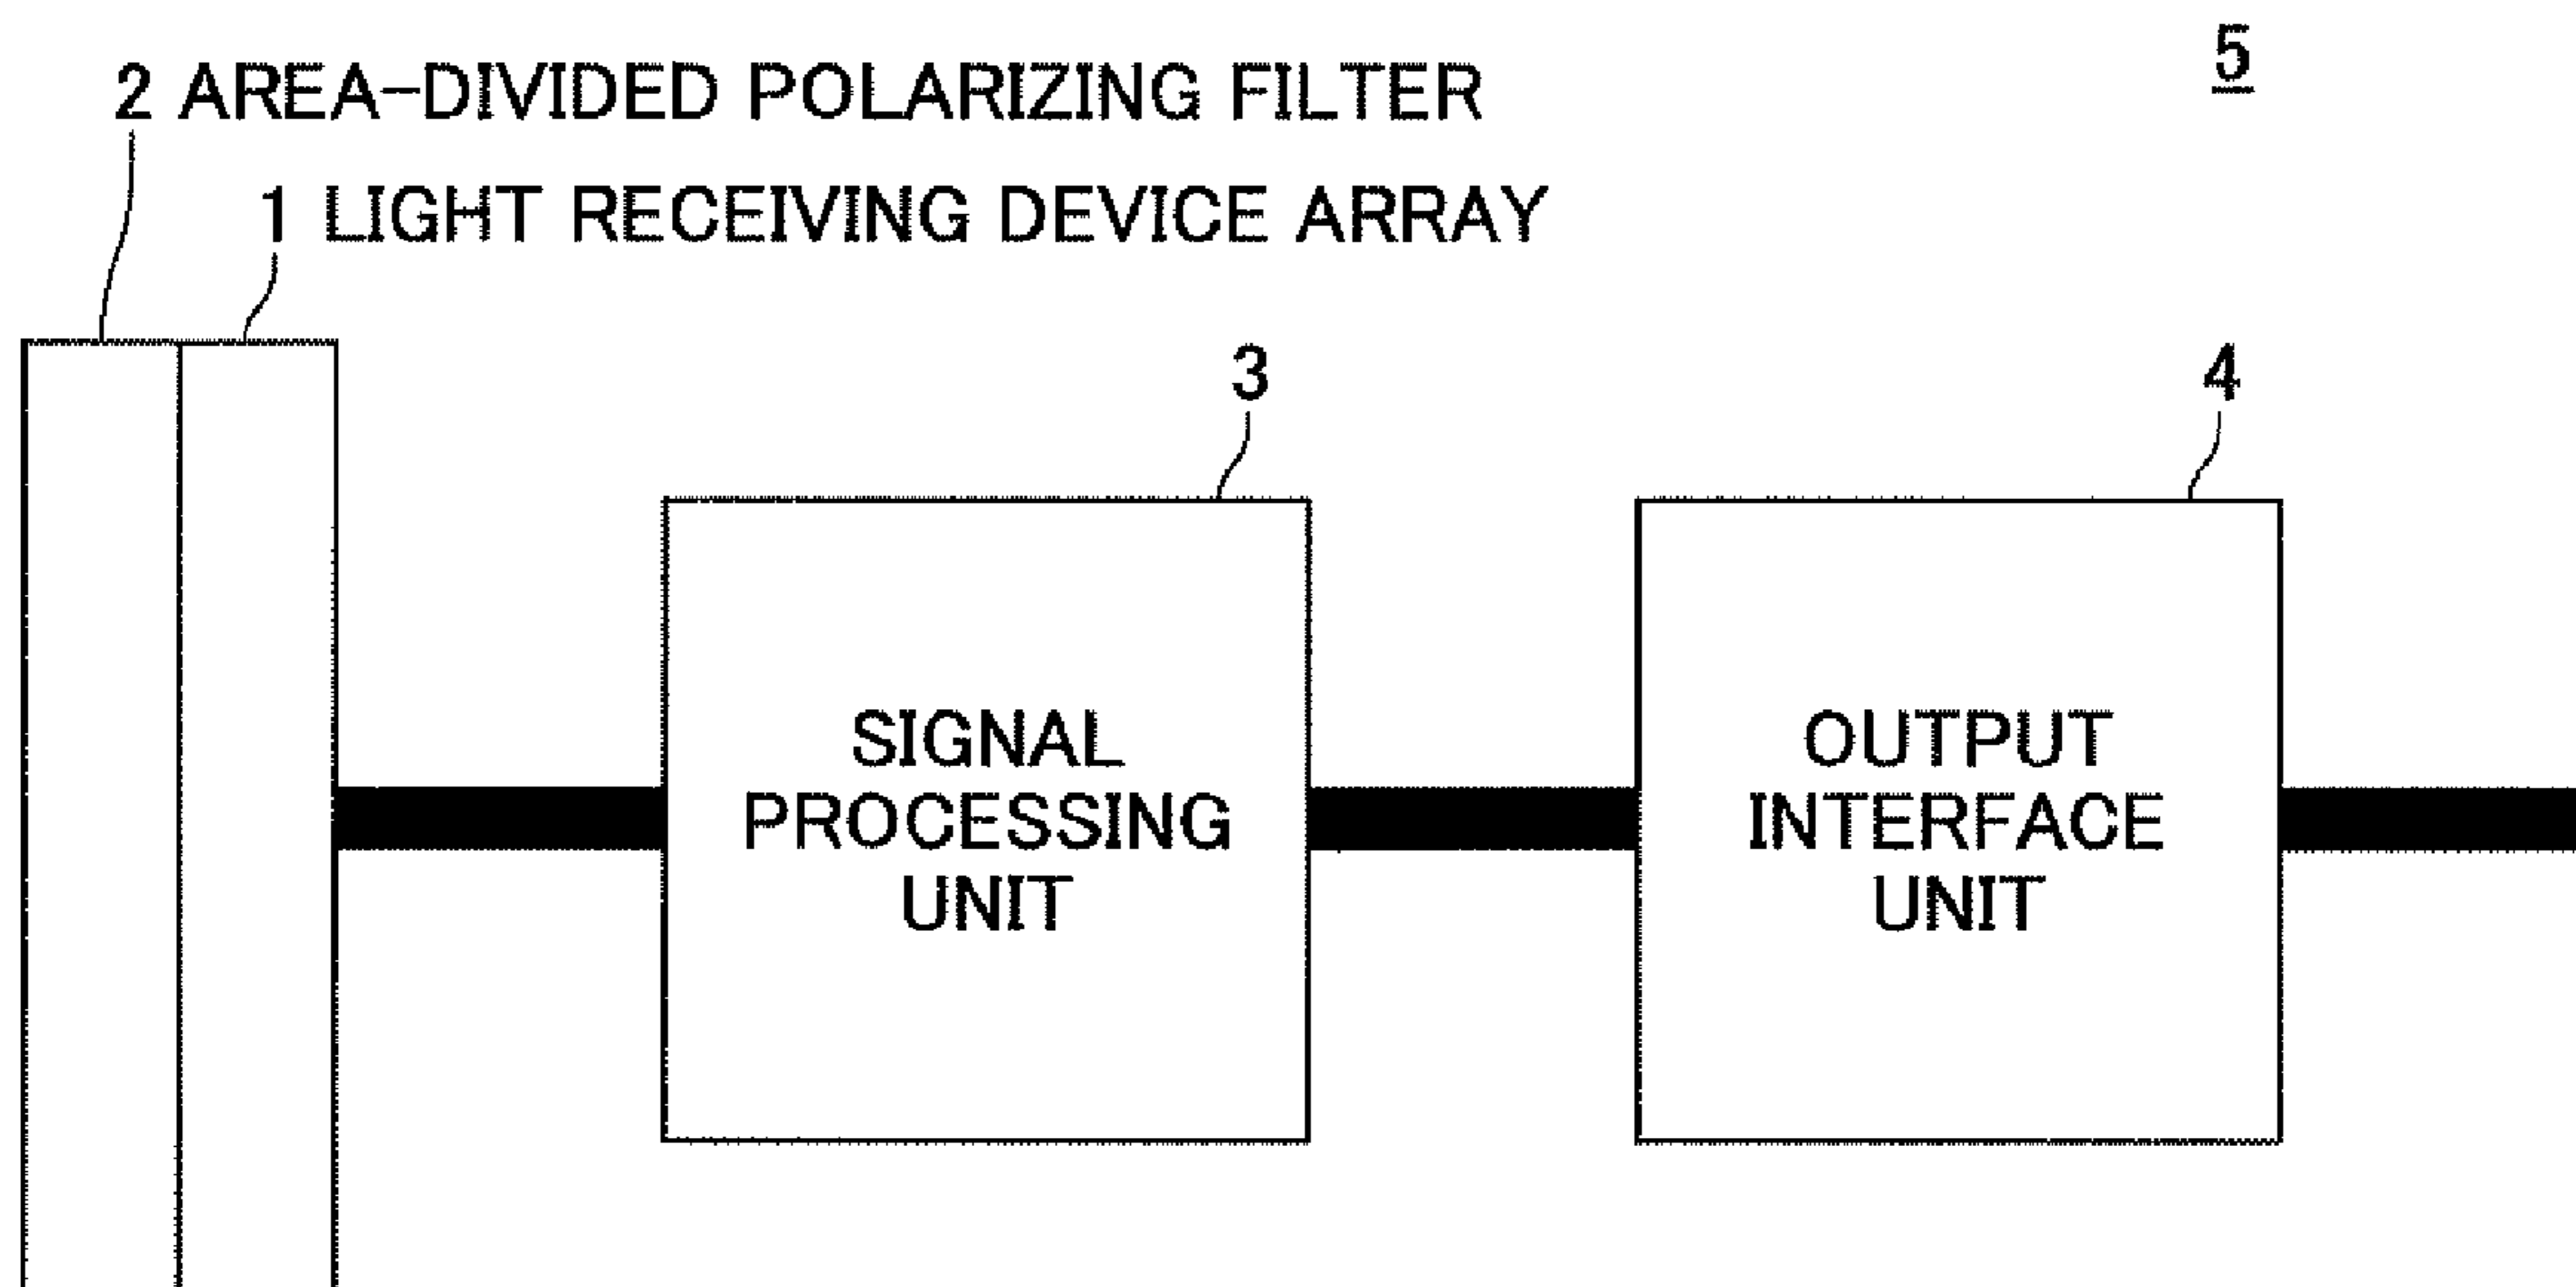 5
2 AREA-DIVIDED POLARIZING FILTER
1 LIGHT RECEIVING DEVICE ARRAY
3
4
SIGNAL
PROCESSING
UNIT
OUTPUT
INTERFACE
UNIT